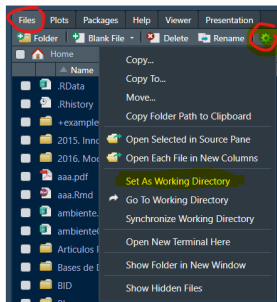 Files Plots Packages Help Viewer Presentation
Folder Blank File Delete Rename
Home
Name
.RData
.Rhistory
+example
2015. Inno
2016. Mod
aaa.pdf
aaa.Rmd
ambiente.
ambiente
Articulos
Bases de
BID
Copy...
Copy To...
Move...
Copy Folder Path to Clipboard
Open Selected in Source Pane
Open Each File in New Columns
Set As Working Directory
Go To Working Directory
Synchronize Working Directory
Open New Terminal Here
Show Folder in New Window
Show Hidden Files